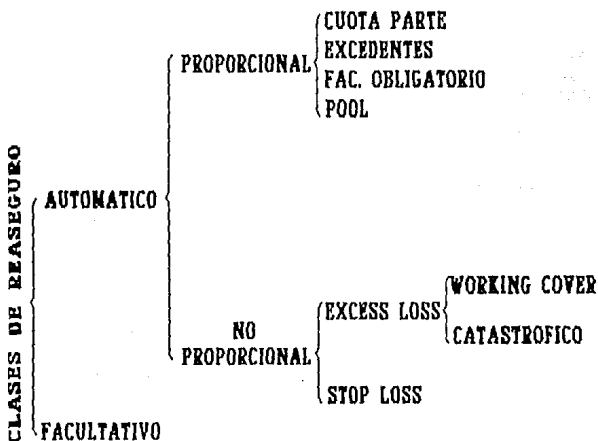 CLASES DE REASEGURO
AUTOMATICO
PROPORCIONAL
CUOTA PARTE
EXCEDENTES
FAC. OBLIGATORIO
POOL
NO
PROPORCIONAL
EXCESS LOSS
WORKING COVER
CATASTROFICO
STOP LOSS
FACULTATIVO